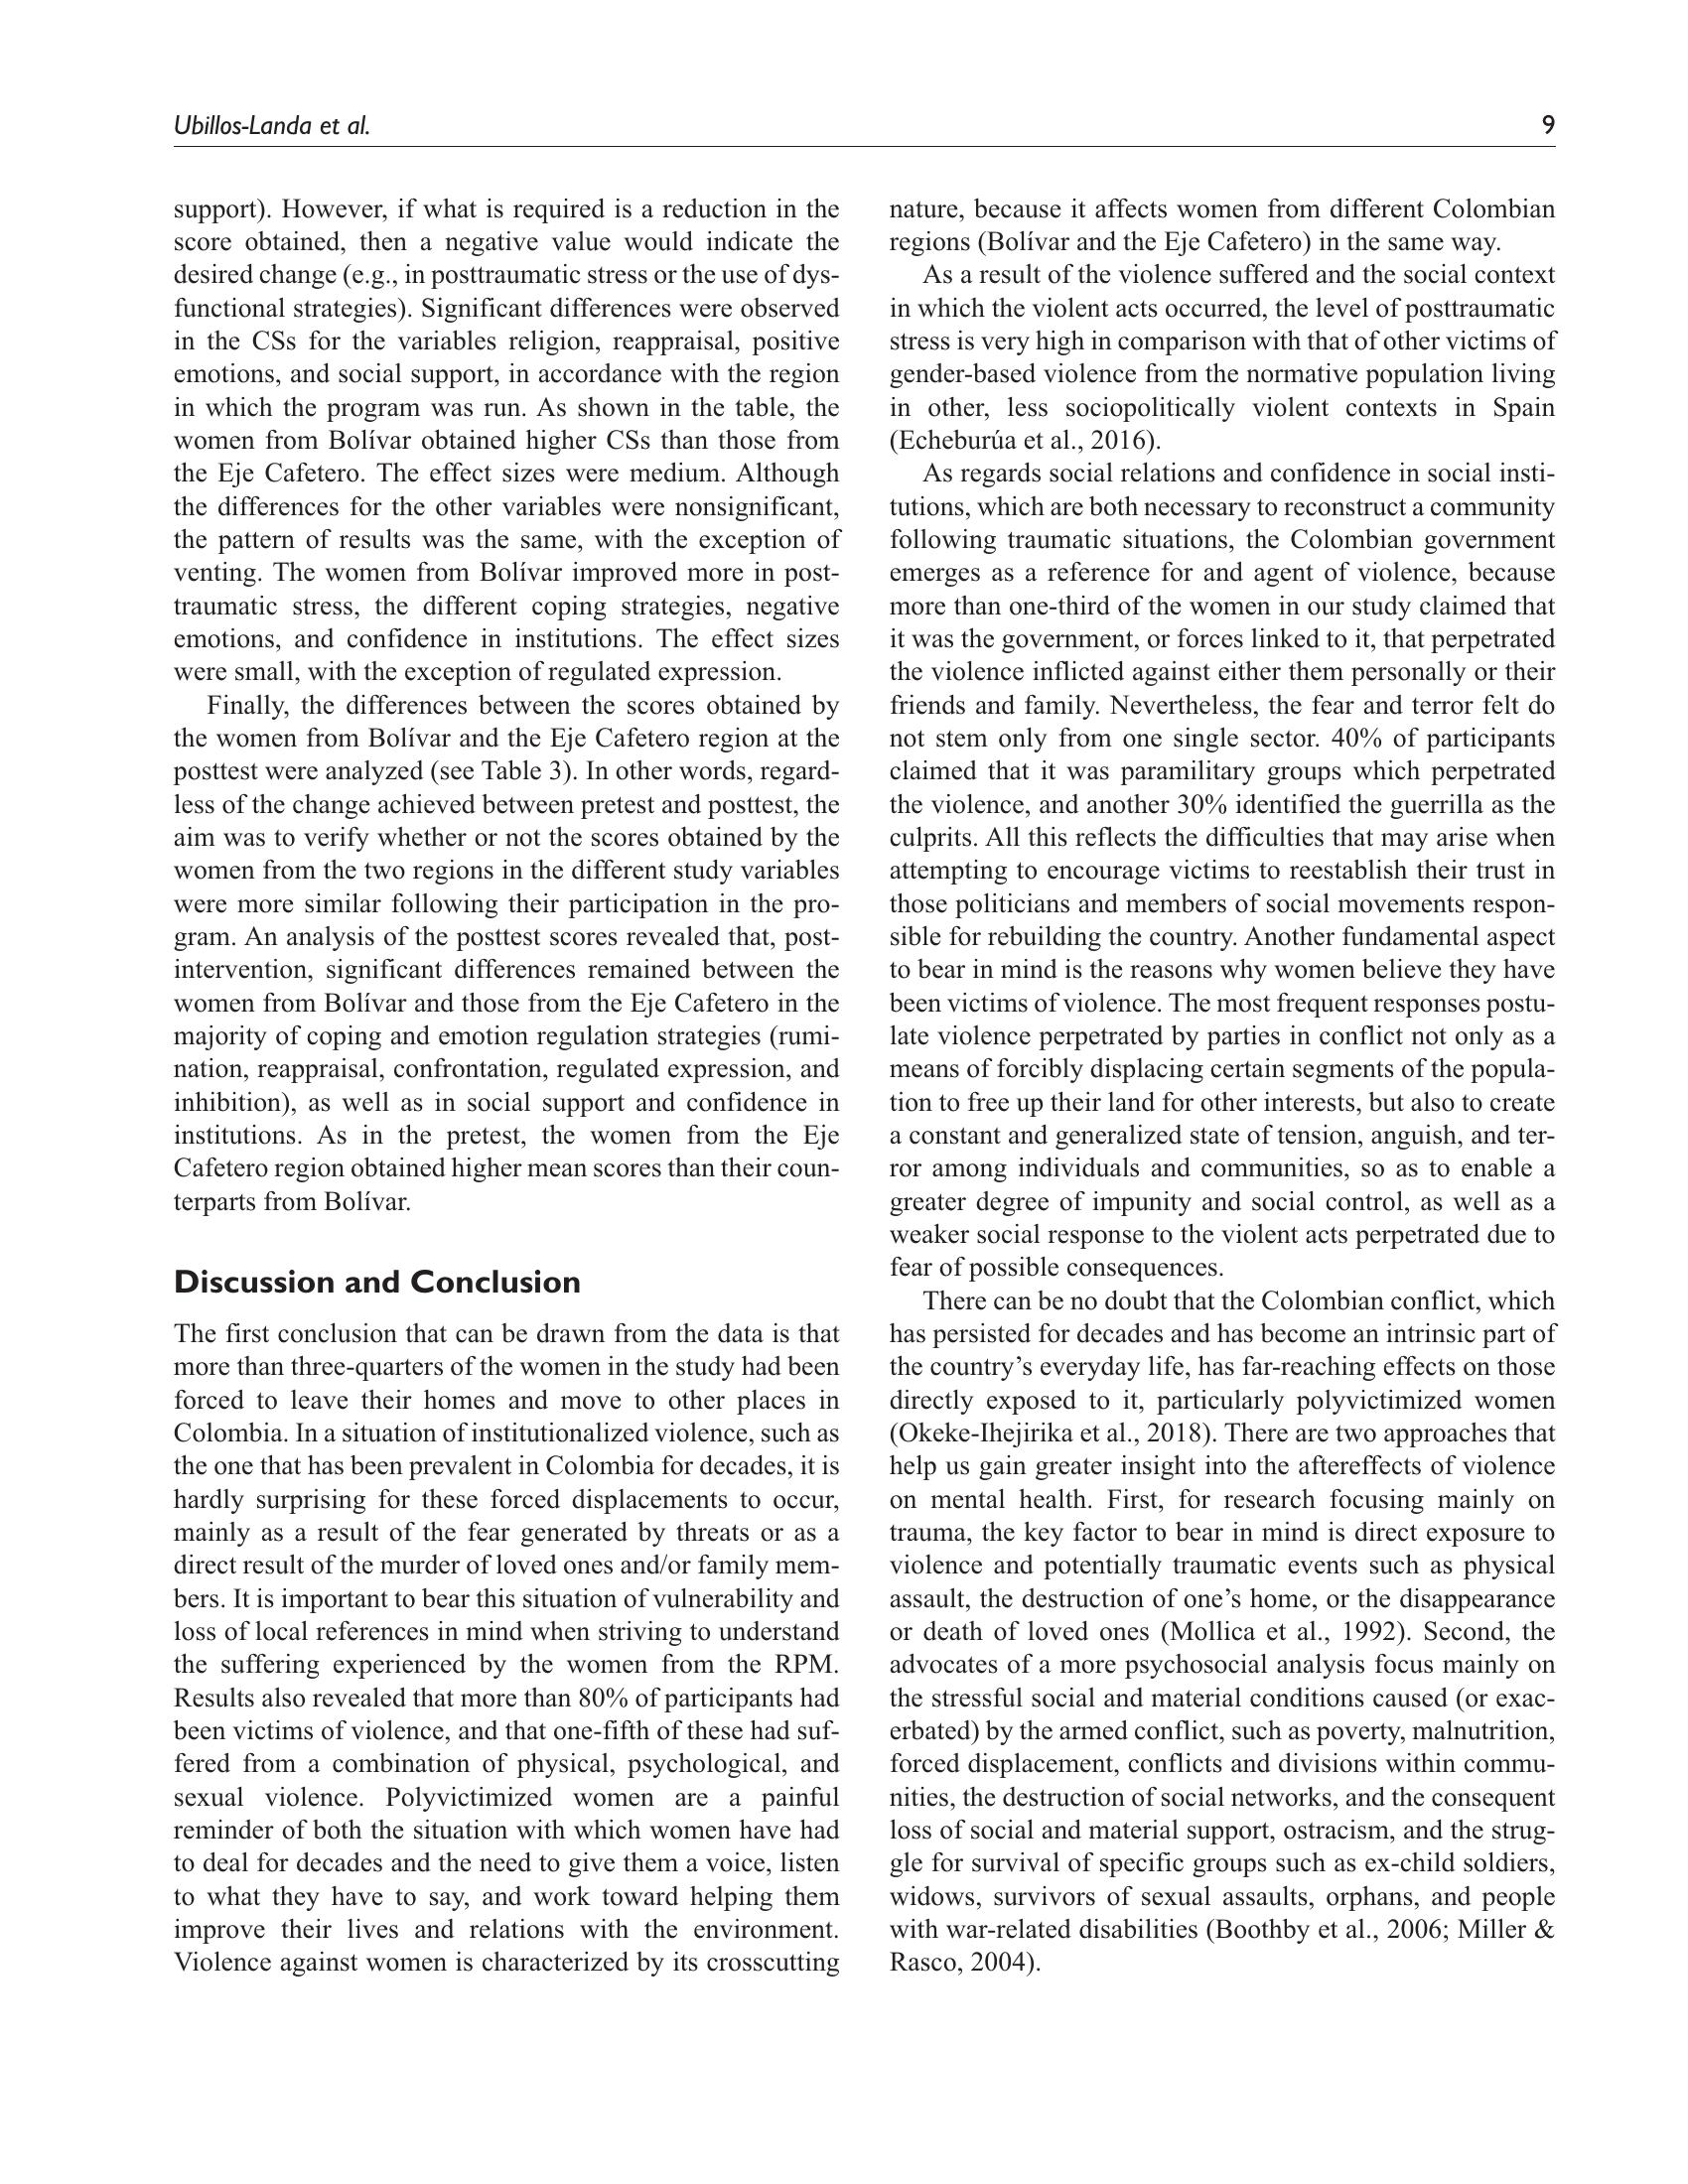 Ubillos-Landa et al.
9
support). However, if what is required is a reduction in the
score obtained, then a negative value would indicate the
desired change (e.g., in posttraumatic stress or the use of dys-
functional strategies). Significant differences were observed
in the CSs for the variables religion, reappraisal, positive
emotions, and social support, in accordance with the region
in which the program was run. As shown in the table, the
women from Bolívar obtained higher CSs than those from
the Eje Cafetero. The effect sizes were medium. Although
the differences for the other variables were nonsignificant,
the pattern of results was the same, with the exception of
venting. The women from Bolívar improved more in post-
traumatic stress, the different coping strategies, negative
emotions, and confidence in institutions. The effect sizes
were small, with the exception of regulated expression.
Finally, the differences between the scores obtained by
the women from Bolívar and the Eje Cafetero region at the
posttest were analyzed (see Table 3). In other words, regard-
less of the change achieved between pretest and posttest, the
aim was to verify whether or not the scores obtained by the
women from the two regions in the different study variables
were more similar following their participation in the pro-
gram. An analysis of the posttest scores revealed that, post-
intervention, significant differences remained between the
women from Bolívar and those from the Eje Cafetero in the
majority of coping and emotion regulation strategies (rumi-
nation, reappraisal, confrontation, regulated expression, and
inhibition), as well as in social support and confidence in
institutions. As in the pretest, the women from the Eje
Cafetero region obtained higher mean scores than their coun-
terparts from Bolívar.
Discussion and Conclusion
The first conclusion that can be drawn from the data is that
more than three-quarters of the women in the study had been
forced to leave their homes and move to other places in
Colombia. In a situation of institutionalized violence, such as
the one that has been prevalent in Colombia for decades, it is
hardly surprising for these forced displacements to occur,
mainly as a result of the fear generated by threats or as a
direct result of the murder of loved ones and/or family mem-
bers. It is important to bear this situation of vulnerability and
loss of local references in mind when striving to understand
the suffering experienced by the women from the RPM.
Results also revealed that more than 80% of participants had
been victims of violence, and that one-fifth of these had suf-
fered from a combination of physical, psychological, and
sexual violence. Polyvictimized women are a painful
reminder of both the situation with which women have had
to deal for decades and the need to give them a voice, listen
to what they have to say, and work toward helping them
improve their lives and relations with the environment.
Violence against women is characterized by its crosscutting
nature, because it affects women from different Colombian
regions (Bolívar and the Eje Cafetero) in the same way.
As a result of the violence suffered and the social context
in which the violent acts occurred, the level of posttraumatic
stress is very high in comparison with that of other victims of
gender-based violence from the normative population living
in other, less sociopolitically violent contexts in Spain
(Echeburúa et al., 2016).
As regards social relations and confidence in social insti-
tutions, which are both necessary to reconstruct a community
following traumatic situations, the Colombian government
emerges as a reference for and agent of violence, because
more than one-third of the women in our study claimed that
it was the government, or forces linked to it, that perpetrated
the violence inflicted against either them personally or their
friends and family. Nevertheless, the fear and terror felt do
not stem only from one single sector. 40% of participants
claimed that it was paramilitary groups which perpetrated
the violence, and another 30% identified the guerrilla as the
culprits. All this reflects the difficulties that may arise when
attempting to encourage victims to reestablish their trust in
those politicians and members of social movements respon-
sible for rebuilding the country. Another fundamental aspect
to bear in mind is the reasons why women believe they have
been victims of violence. The most frequent responses postu-
late violence perpetrated by parties in conflict not only as a
means of forcibly displacing certain segments of the popula-
tion to free up their land for other interests, but also to create
a constant and generalized state of tension, anguish, and ter-
ror among individuals and communities, so as to enable a
greater degree of impunity and social control, as well as a
weaker social response to the violent acts perpetrated due to
fear of possible consequences.
There can be no doubt that the Colombian conflict, which
has persisted for decades and has become an intrinsic part of
the country’s everyday life, has far-reaching effects on those
directly exposed to it, particularly polyvictimized women
(Okeke-Ihejirika et al., 2018). There are two approaches that
help us gain greater insight into the aftereffects of violence
on mental health. First, for research focusing mainly on
trauma, the key factor to bear in mind is direct exposure to
violence and potentially traumatic events such as physical
assault, the destruction of one’s home, or the disappearance
or death of loved ones (Mollica et al., 1992). Second, the
advocates of a more psychosocial analysis focus mainly on
the stressful social and material conditions caused (or exac-
erbated) by the armed conflict, such as poverty, malnutrition,
forced displacement, conflicts and divisions within commu-
nities, the destruction of social networks, and the consequent
loss of social and material support, ostracism, and the strug-
gle for survival of specific groups such as ex-child soldiers,
widows, survivors of sexual assaults, orphans, and people
with war-related disabilities (Boothby et al., 2006; Miller &
Rasco, 2004).